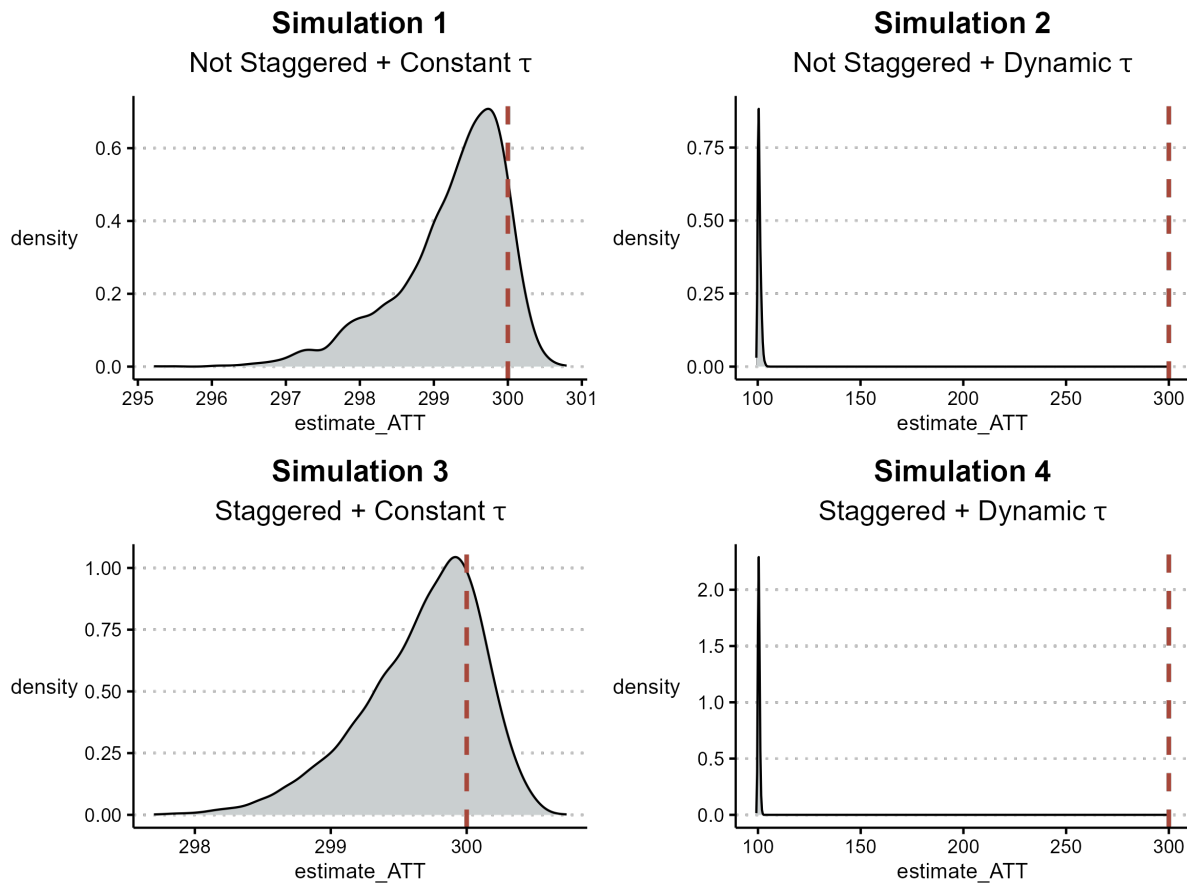 Simulation 1
Not Staggered + Constant τ
0.6
0.4
density
0.2
0.0
295 296 297 298 299 300 301
estimate_ATT
Simulation 2
Not Staggered + Dynamic τ
0.75
0.50
density
0.25
0.00
100 150 200 250 300
estimate_ATT
Simulation 3
Staggered + Constant τ
1.00
0.75
density 0.50
0.25
0.00
298 299 300
estimate_ATT
Simulation 4
Staggered + Dynamic τ
2.0
1.5
density
1.0
0.5
0.0
100 150 200 250 300
estimate_ATT